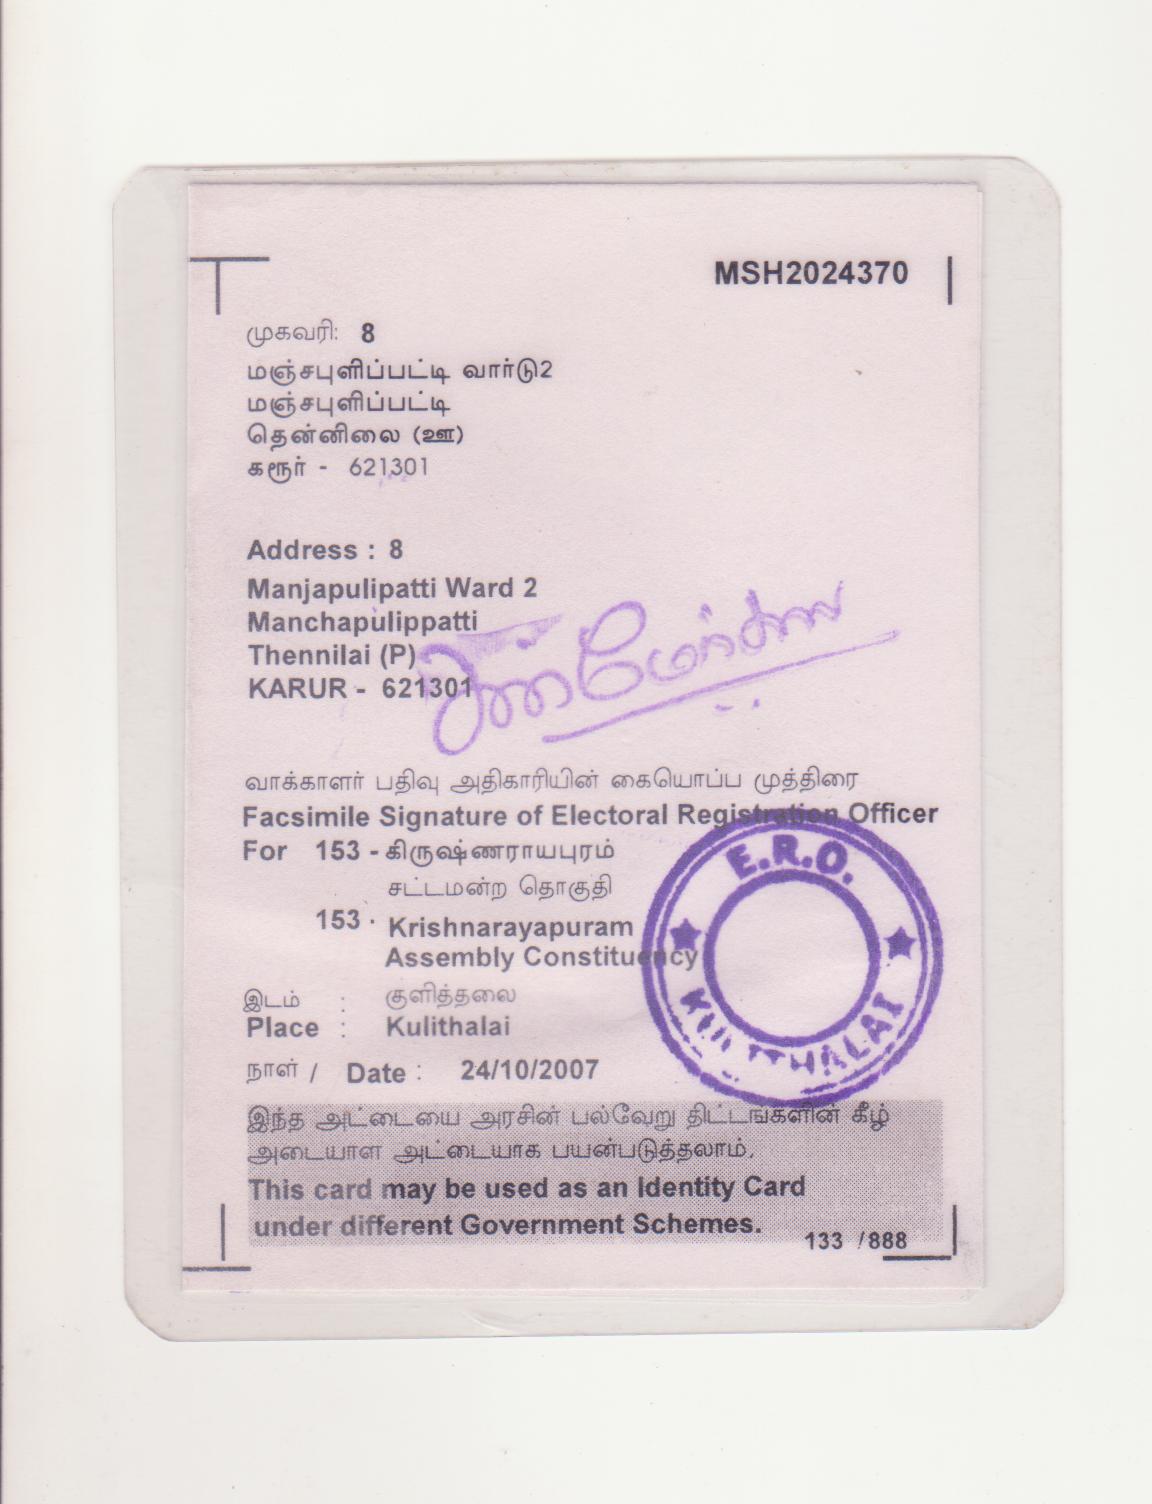 MSH2024370
முகவரி: 8
மஞ்சபுளிப்பட்டி வார்டு2
மஞ்சபுளிப்பட்டி
தென்னிலை (ஊ)
கரூர் - 621301
Address : 8
Manjapulipatti Ward 2
Manchapulippatti
Thennilai (P)
KARUR - 621301
வாக்காளர் பதிவு அதிகாரியின் கையொப்ப முத்திரை
Facsimile Signature of Electoral Registration Officer
For 153 - கிருஷ்ணராயபுரம்
சட்டமன்ற தொகுதி
153 . Krishnarayapuram
Assembly Constituency
E.R.O.
KULITTHALAI
இடம் : குளித்தலை
Place : Kulithalai
நாள் / Date : 24/10/2007
இந்த அட்டையை அரசின் பல்வேறு திட்டங்களின் கீழ்
அடையாள அட்டையாக பயன்படுத்தலாம்.
This card may be used as an Identity Card
under different Government Schemes.
133 /888